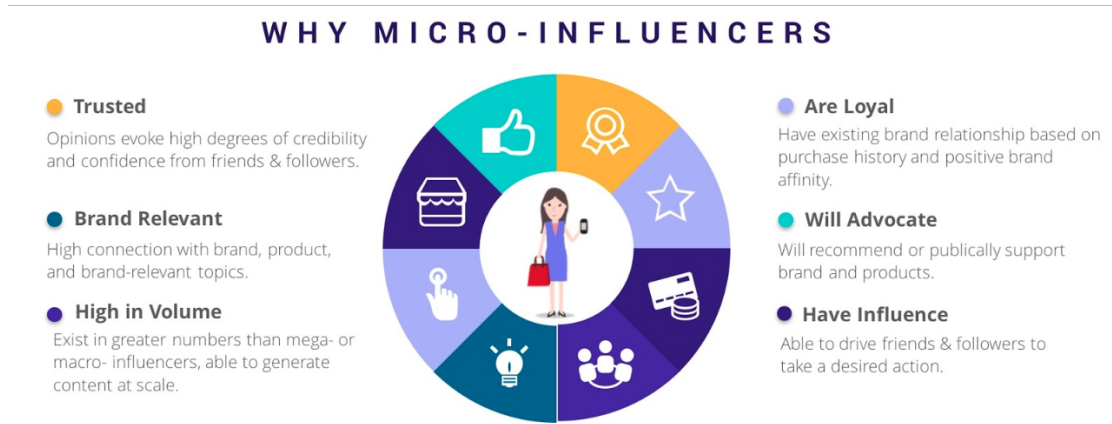 WHY MICRO-INFLUENCERS
Trusted
Opinions evoke high degrees of credibility
and confidence from friends & followers.
Brand Relevant
High connection with brand, product,
and brand-relevant topics.
High in Volume
Exist in greater numbers than mega- or
macro- influencers, able to generate
content at scale.
Are Loyal
Have existing brand relationship based on
purchase history and positive brand
affinity.
Will Advocate
Will recommend or publically support
brand and products.
Have Influence
Able to drive friends & followers to
take a desired action.